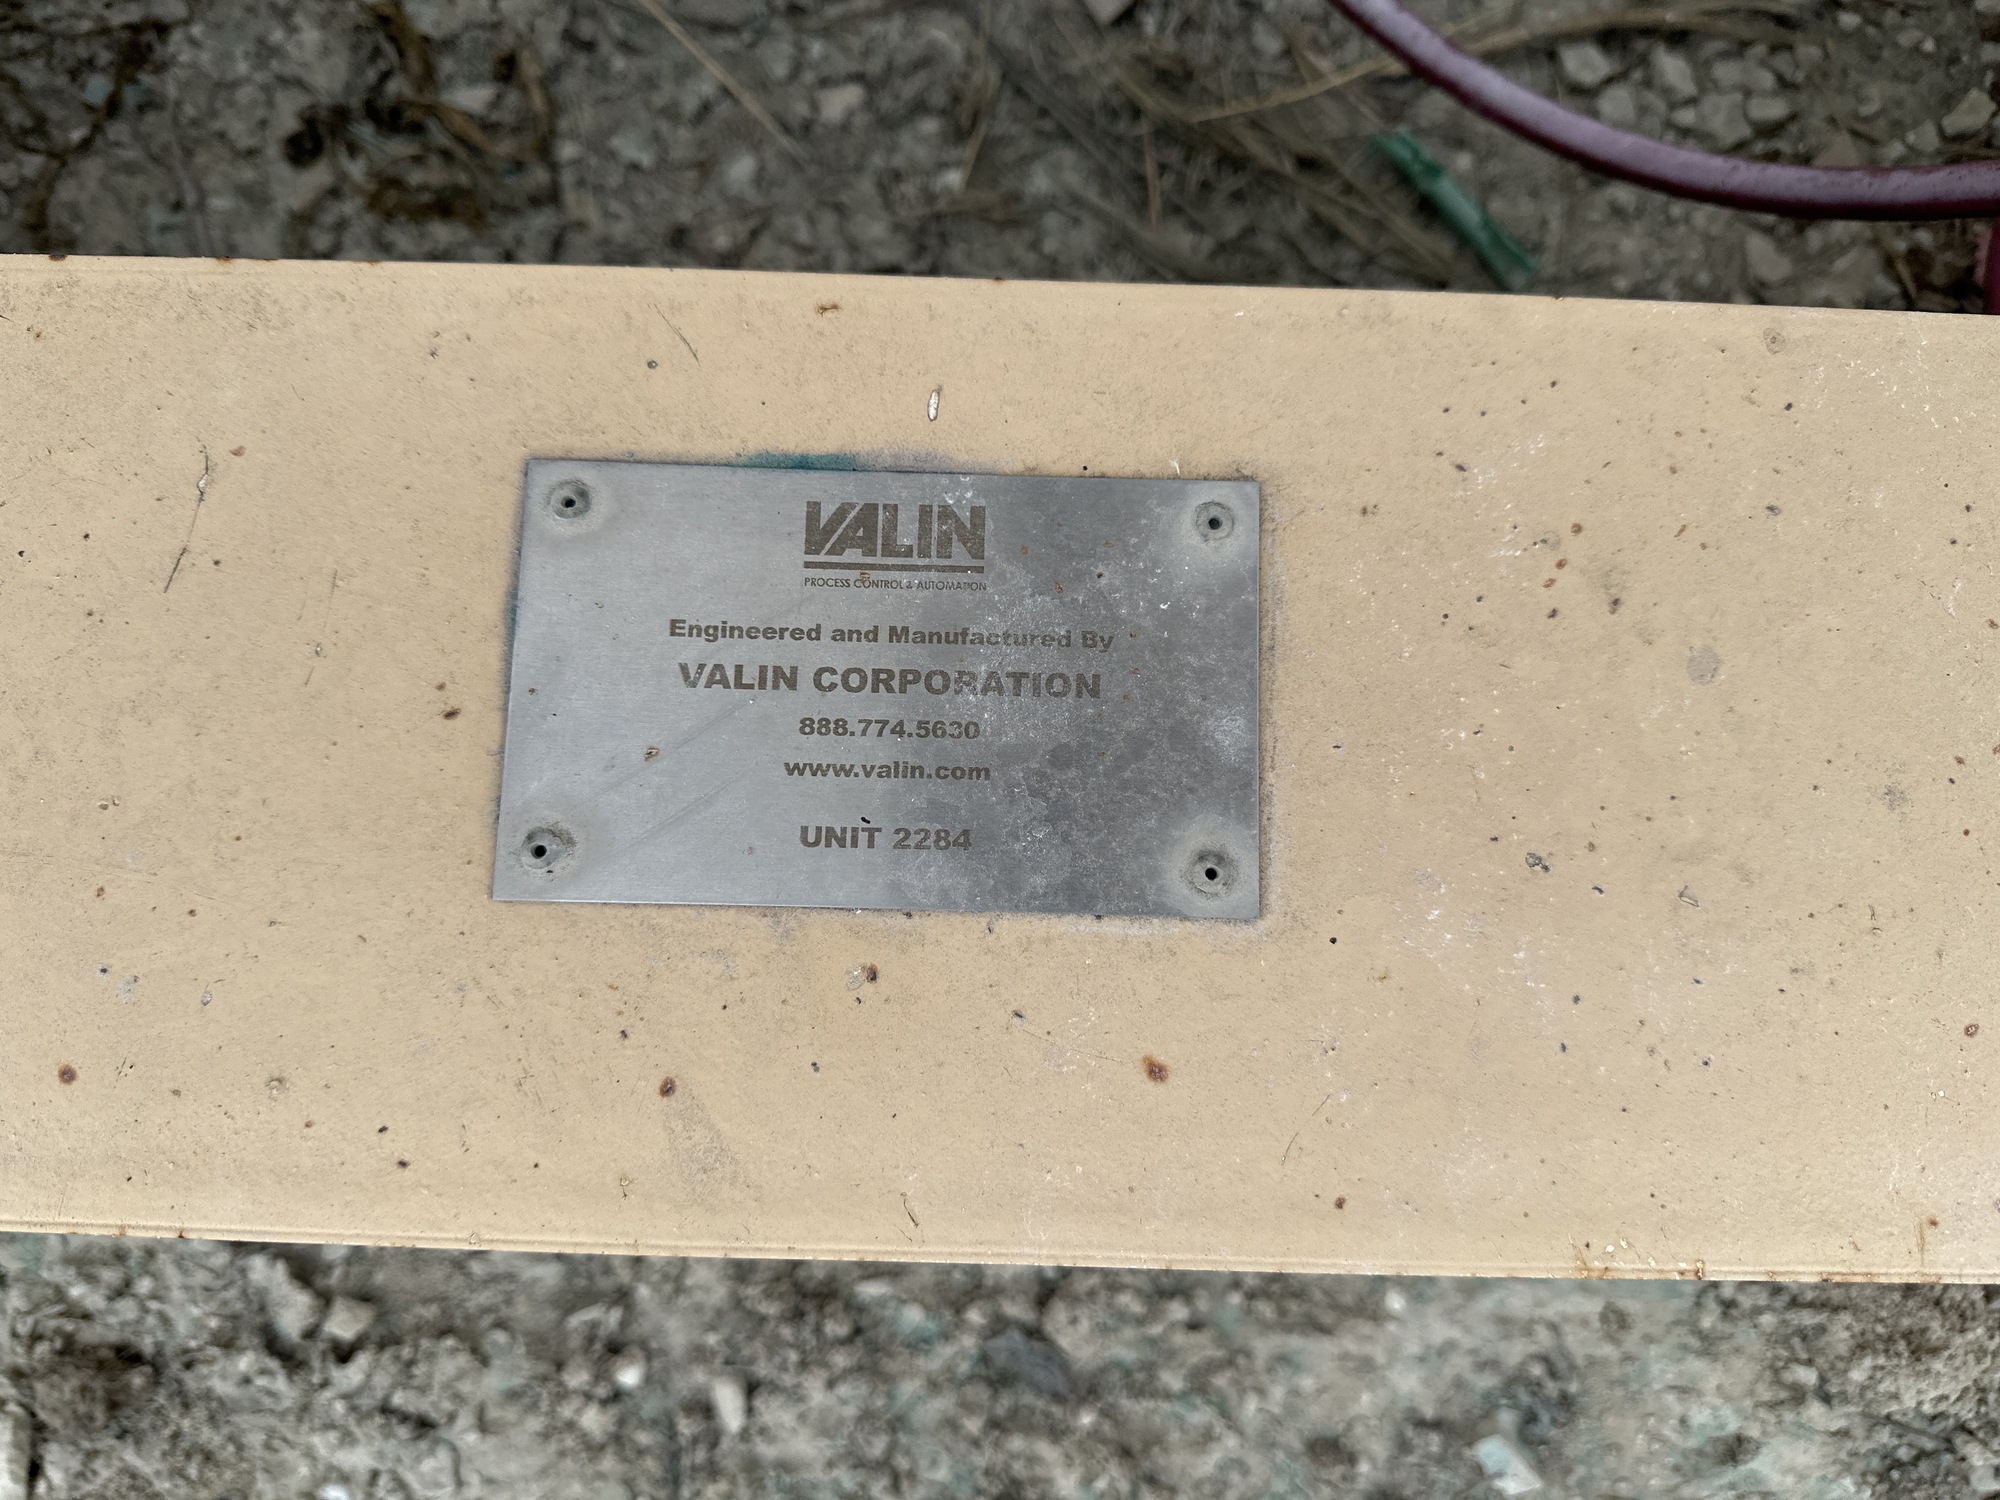 VALIN
PROCESS CONTROL & AUTOMATION
Engineered and Manufactured By
VALIN CORPORATION
888.774.5630
www.valin.com
UNIT 2284